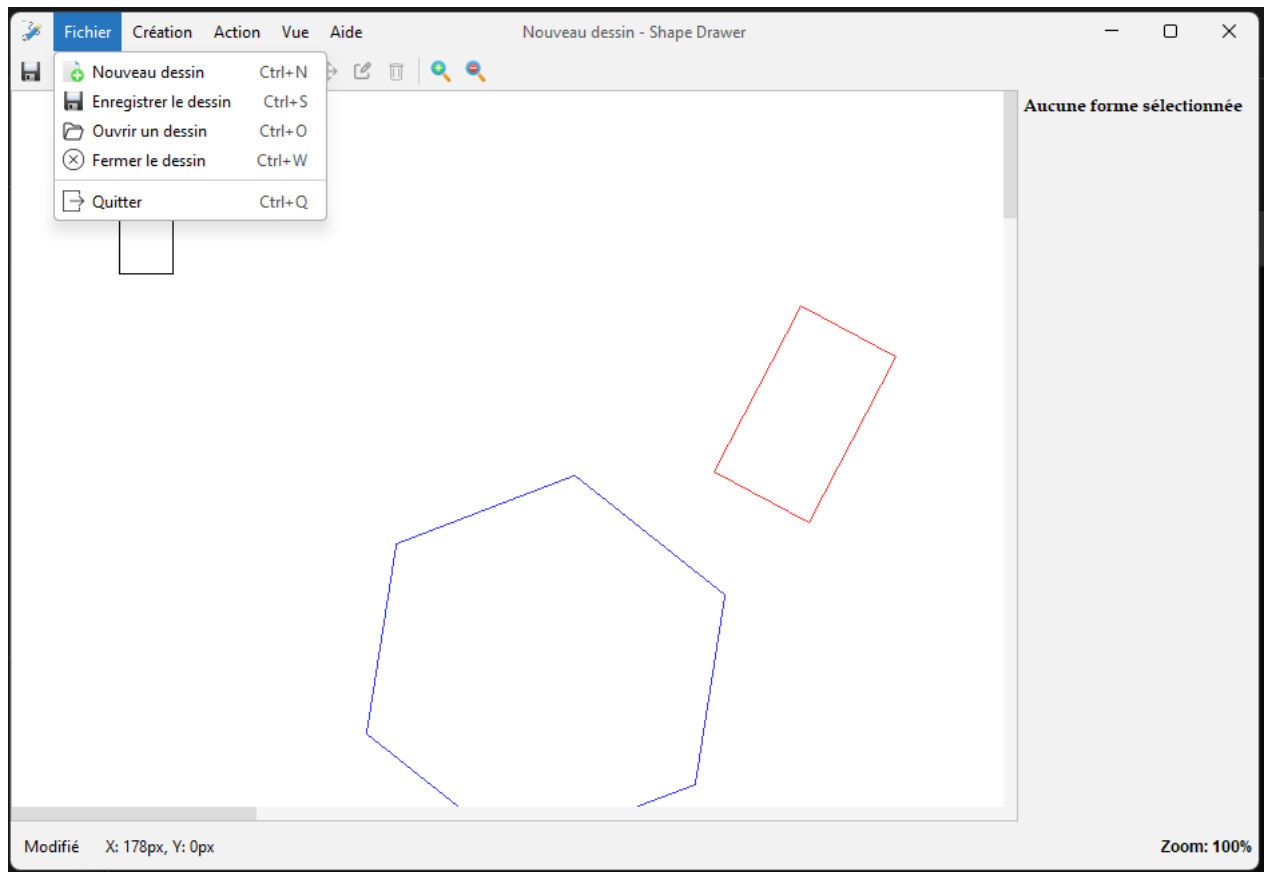 Fichier Création Action Vue Aide Nouveau dessin - Shape Drawer
Nouveau dessin Ctrl+N
Enregistrer le dessin Ctrl+S
Ouvrir un dessin Ctrl+O
Fermer le dessin Ctrl+W
Quitter Ctrl+Q
Aucune forme sélectionnée
Modifié X: 178px, Y: 0px Zoom: 100%